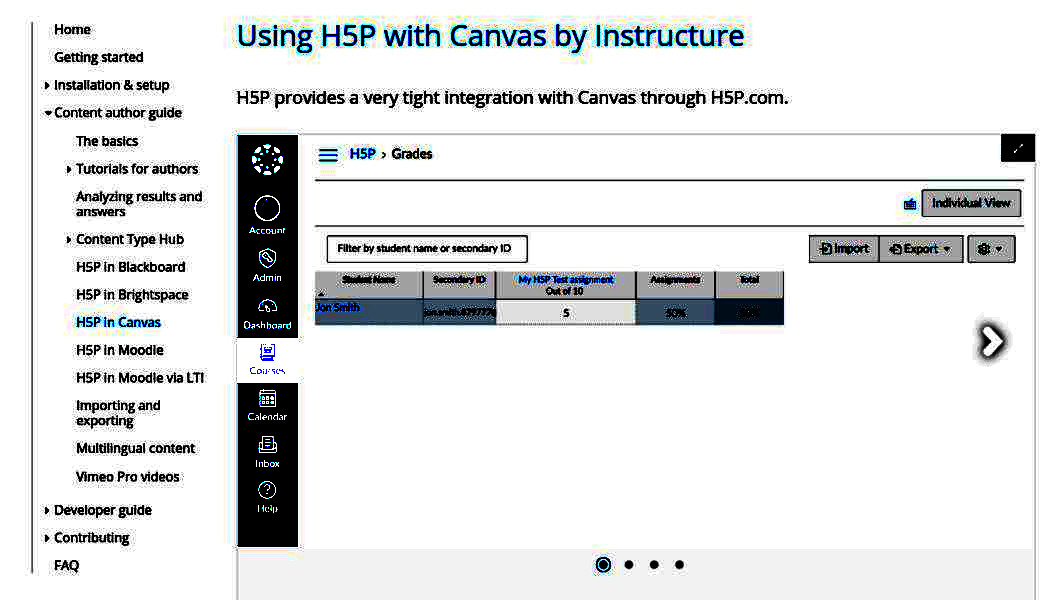 Home
Getting started
Installation & setup
Content author guide
The basics
Tutorials for authors
Analyzing results and
answers
Content Type Hub
H5P in Blackboard
H5P in Brightspace
H5P in Canvas
H5P in Moodle
H5P in Moodle via LTI
Importing and
exporting
Multilingual content
Vimeo Pro videos
Developer guide
Contributing
FAQ
Using H5P with Canvas by Instructure
H5P provides a very tight integration with Canvas through H5P.com.
H5P > Grades
Account
Admin
Dashboard
Courses
Calendar
Inbox
Help
Individual View
Filter by student name or secondary ID
Import
Export
Student Name
Secondary ID
My H5P Test assignment
Out of 10
Assignments
Total
Jon Smith
5
50%